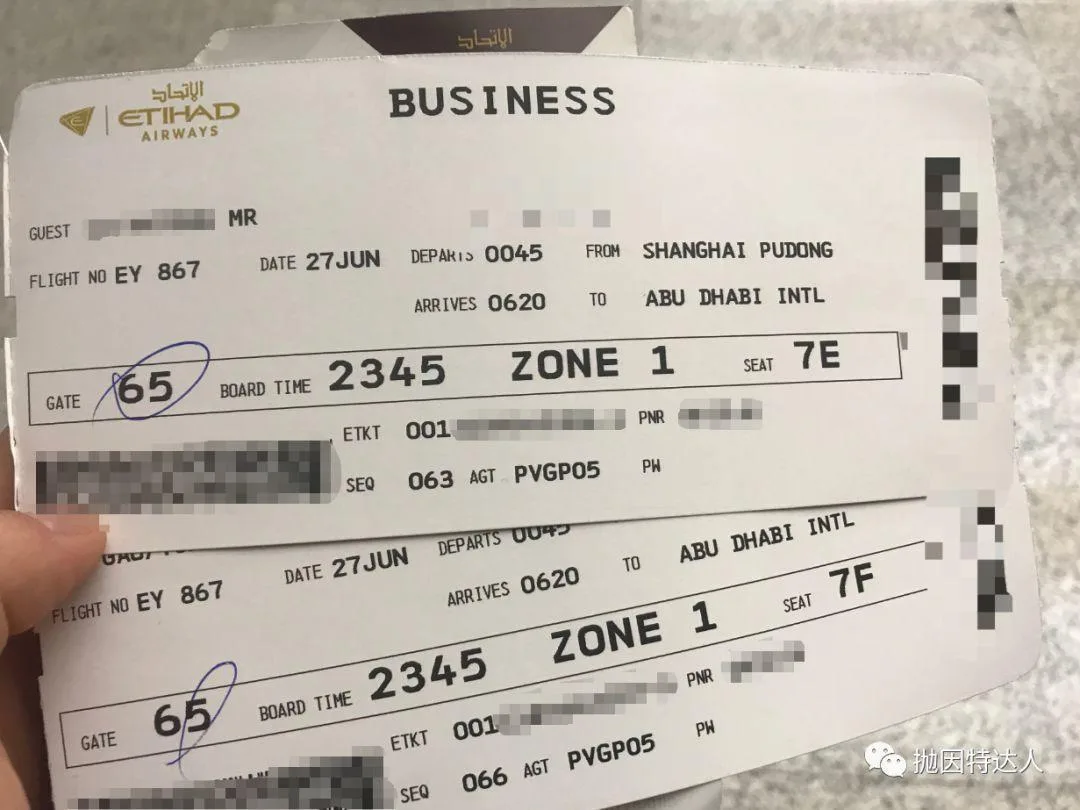 الإتحاد
الإتحاد
ETIHAD
AIRWAYS
BUSINESS
GUEST MR
FLIGHT NO EY 867 DATE 27JUN DEPARTS 0045 FROM SHANGHAI PUDONG
ARRIVES 0620 TO ABU DHABI INTL
GATE 65 BOARD TIME 2345 ZONE 1 SEAT 7E
ETKT 001 PNR
SEQ 063 AGT PVGP05 PW
FLIGHT NO EY 867 DATE 27JUN DEPARTS 0045
ARRIVES 0620 TO ABU DHABI INTL
GATE 65 BOARD TIME 2345 ZONE 1 SEAT 7F
ETKT 001 PNR
SEQ 066 AGT PVGP05 PW
抛因特达人